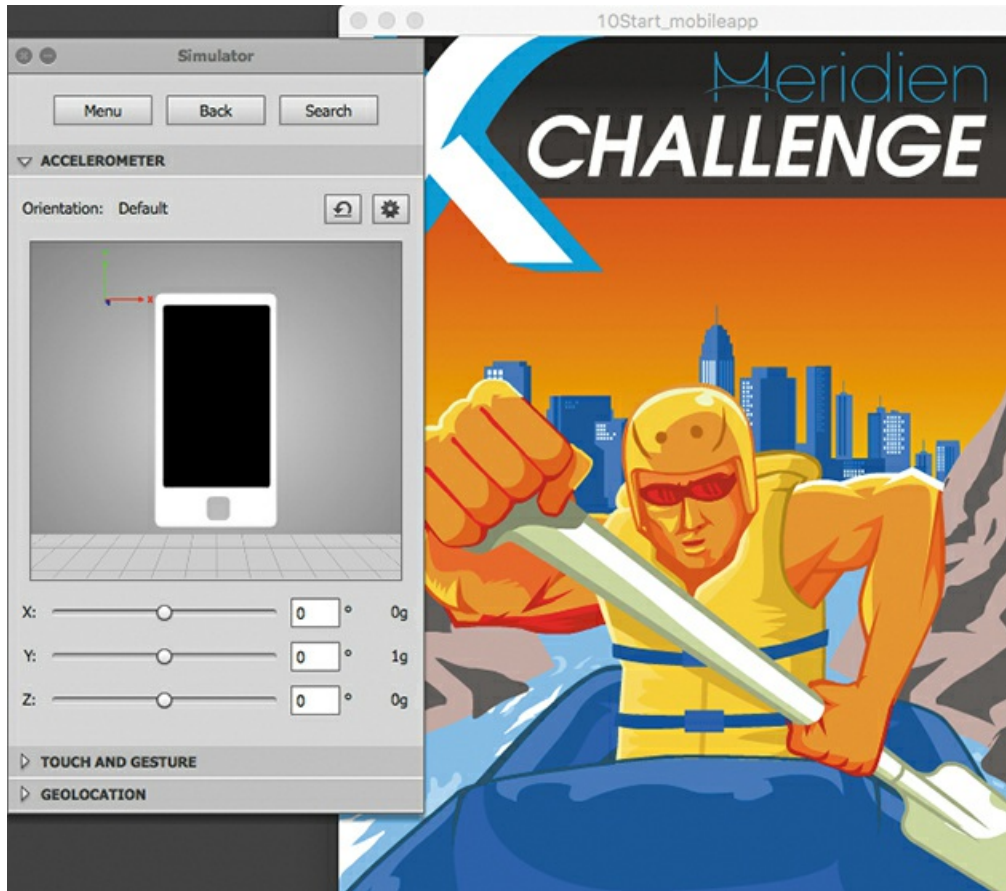 10Start_mobileapp
Simulator
Menu Back Search
ACCELEROMETER
Orientation: Default
X
X: 0 ° 0g
Y: 0 ° 1g
Z: 0 ° 0g
TOUCH AND GESTURE
GEOLOCATION
Meridien
CHALLENGE